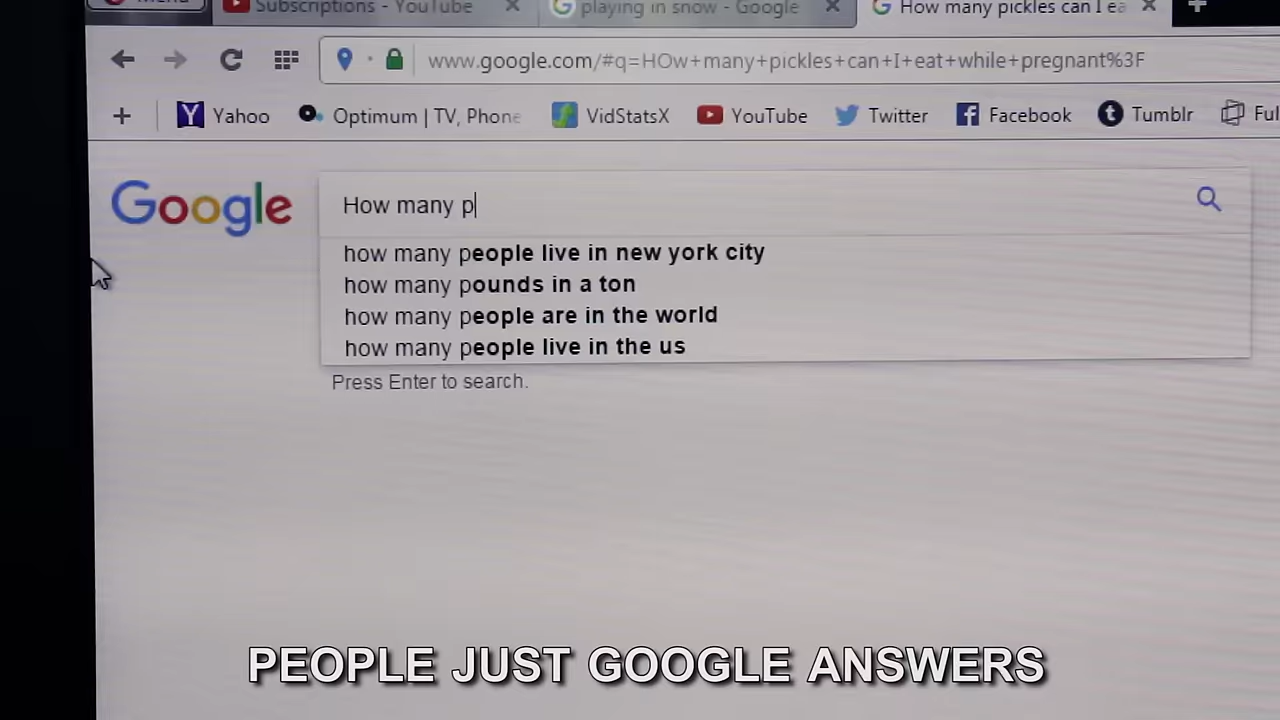 Menu
Subscriptions - YouTube
playing in snow - Google
How many pickles can I ea
www.google.com/#q=HOw+many+pickles+can+I+eat+while+pregnant%3F
Yahoo
Optimum | TV, Phone
VidStatsX
YouTube
Twitter
Facebook
Tumblr
Ful
Google
How many p
how many people live in new york city
how many pounds in a ton
how many people are in the world
how many people live in the us
Press Enter to search.
PEOPLE JUST GOOGLE ANSWERS